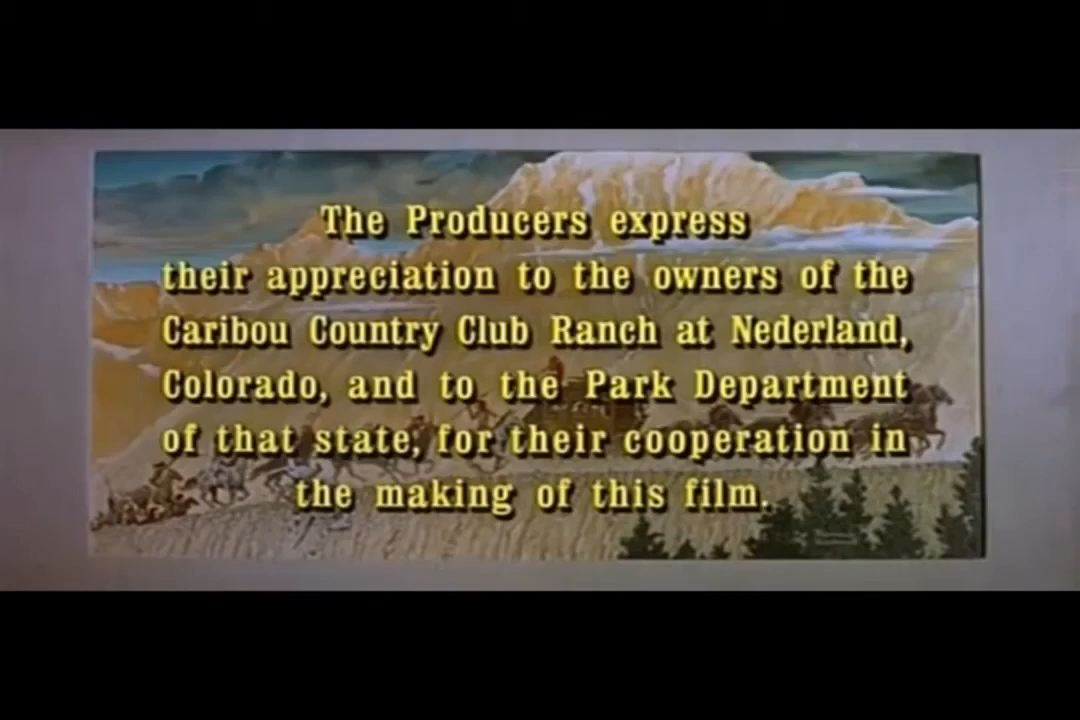 The Producers express
their appreciation to the owners of the
Caribou Country Club Ranch at Nederland,
Colorado, and to the Park Department
of that state, for their cooperation in
the making of this film.